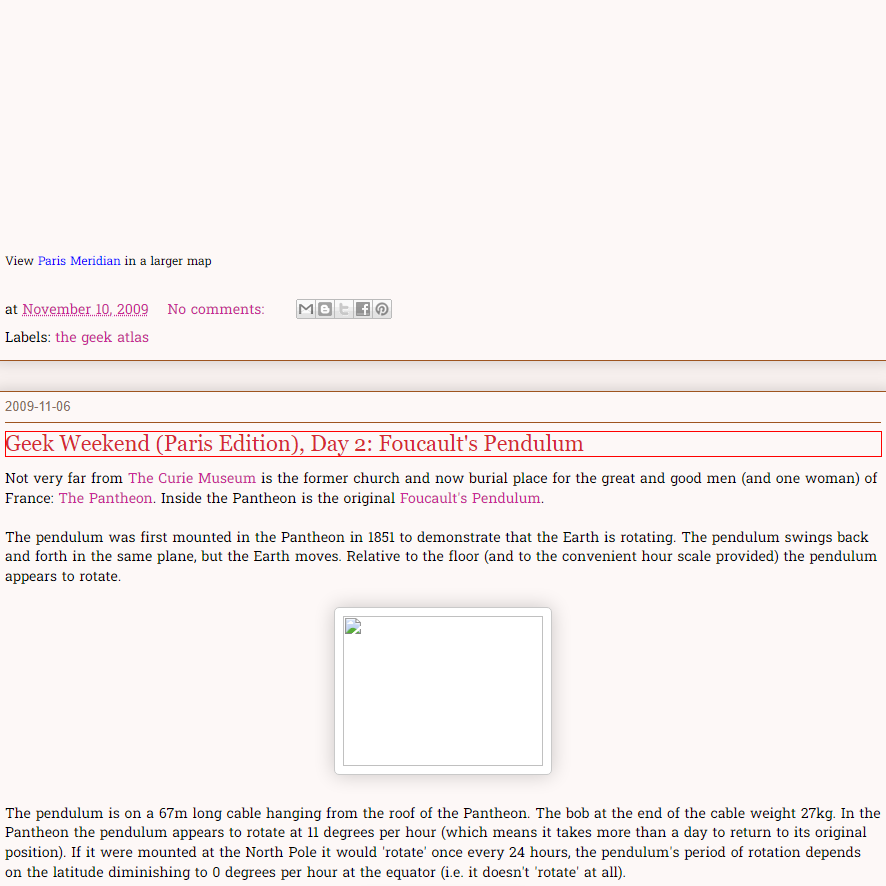 View Paris Meridian in a larger map
at November 10, 2009 No comments:
Labels: the geek atlas
2009-11-06
Geek Weekend (Paris Edition), Day 2: Foucault's Pendulum
Not very far from The Curie Museum is the former church and now burial place for the great and good men (and one woman) of
France: The Pantheon. Inside the Pantheon is the original Foucault's Pendulum.
The pendulum was first mounted in the Pantheon in 1851 to demonstrate that the Earth is rotating. The pendulum swings back
and forth in the same plane, but the Earth moves. Relative to the floor (and to the convenient hour scale provided) the pendulum
appears to rotate.
The pendulum is on a 67m long cable hanging from the roof of the Pantheon. The bob at the end of the cable weight 27kg. In the
Pantheon the pendulum appears to rotate at 11 degrees per hour (which means it takes more than a day to return to its original
position). If it were mounted at the North Pole it would 'rotate' once every 24 hours, the pendulum's period of rotation depends
on the latitude diminishing to 0 degrees per hour at the equator (i.e. it doesn't 'rotate' at all).